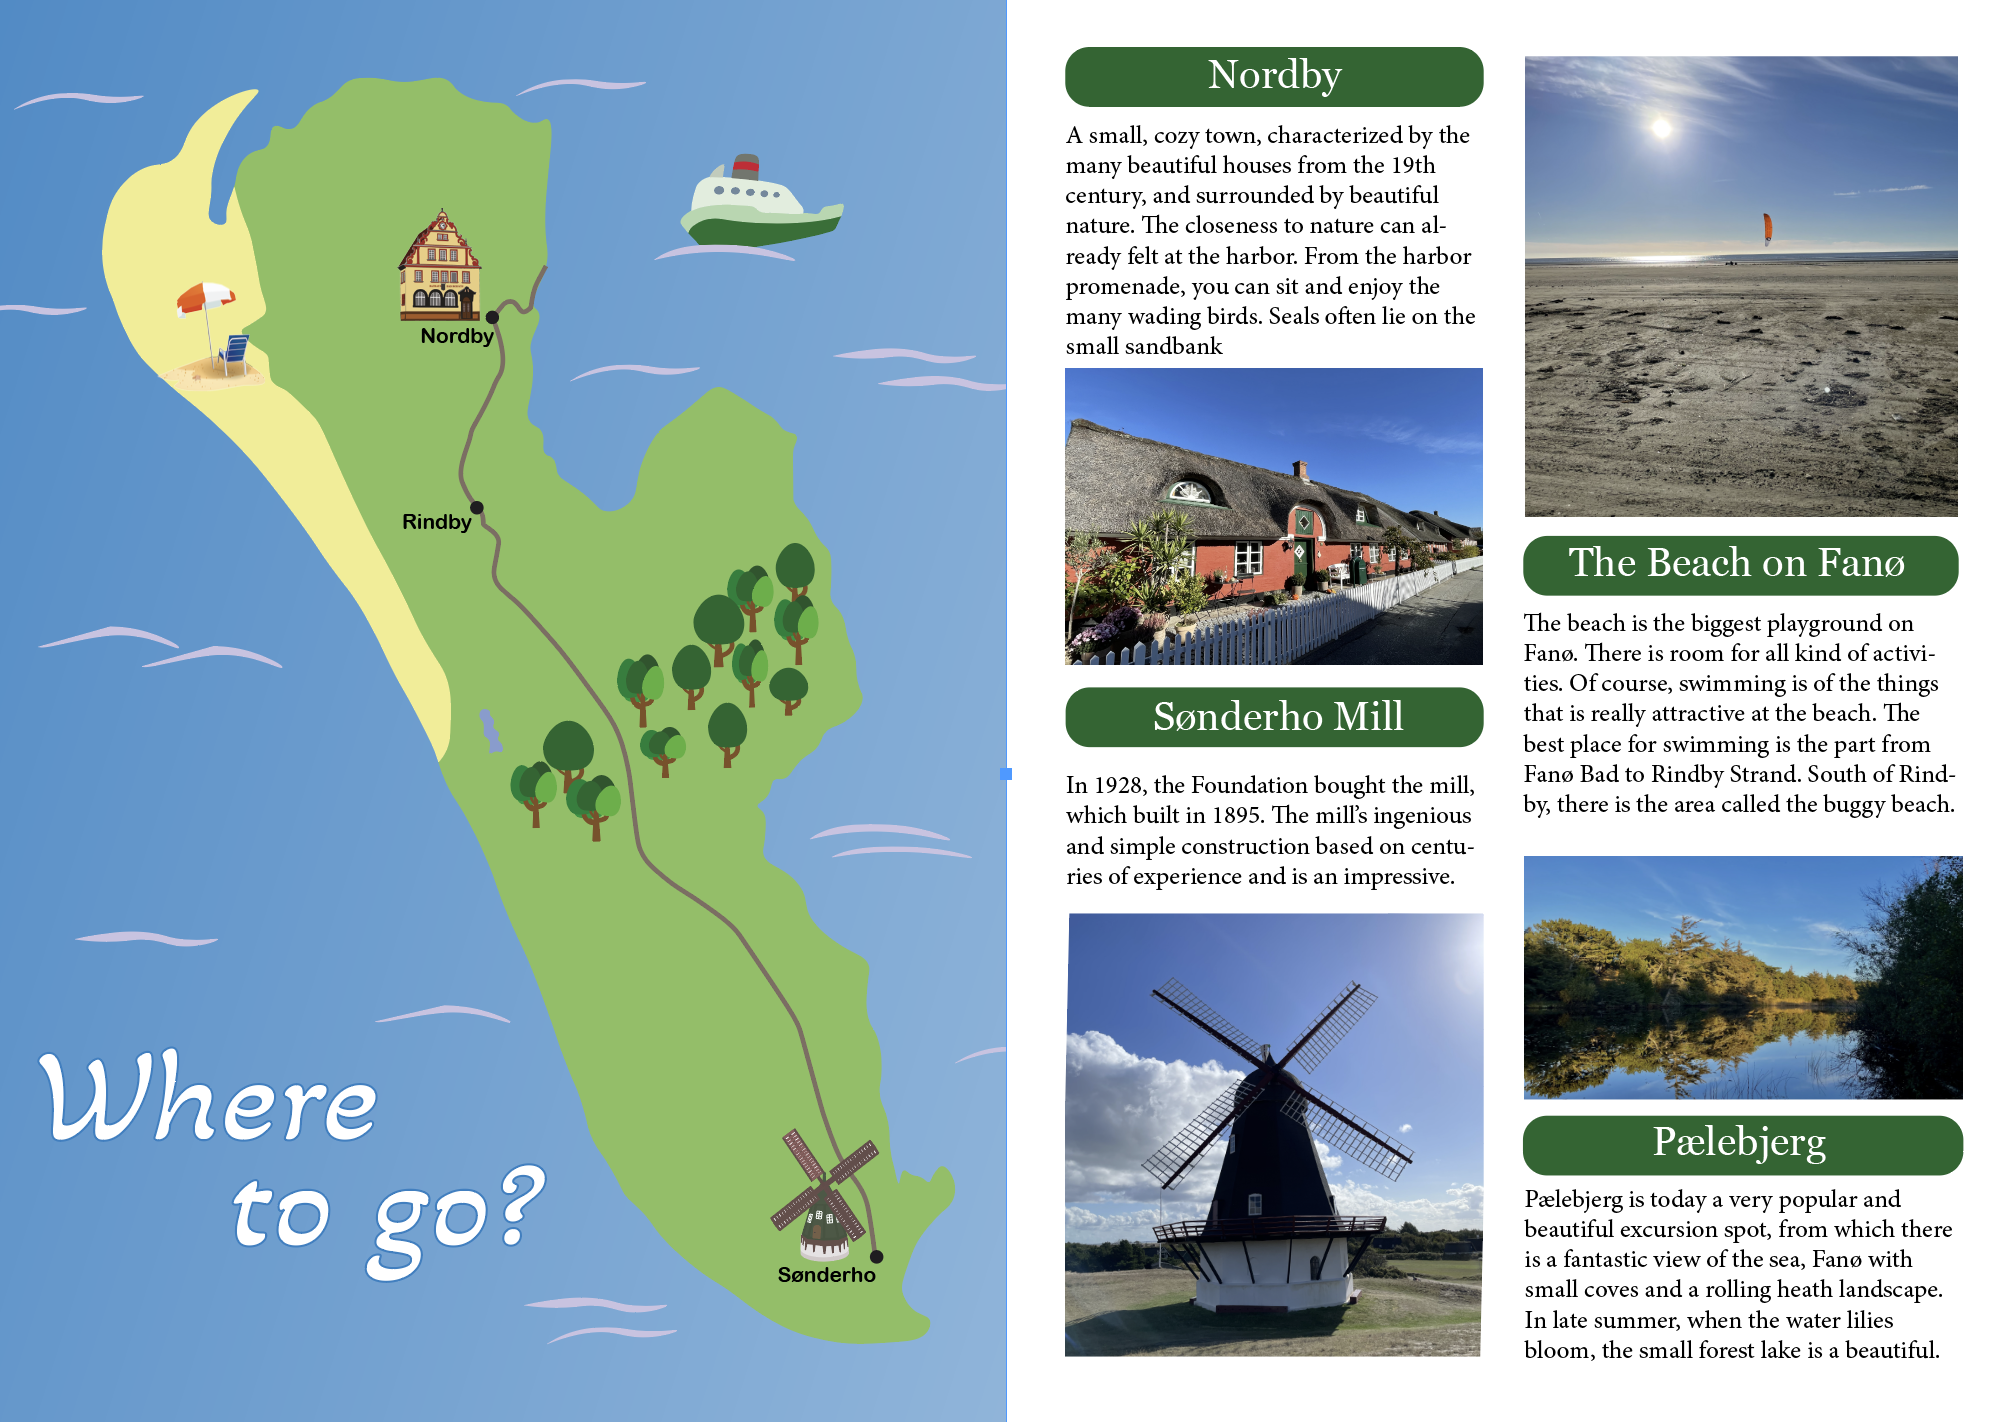 Nordby
Rindby
Sønderho
Where
to go?
Nordby
A small, cozy town, characterized by the
many beautiful houses from the 19th
century, and surrounded by beautiful
nature. The closeness to nature can al-
ready felt at the harbor. From the harbor
promenade, you can sit and enjoy the
many wading birds. Seals often lie on the
small sandbank
Sønderho Mill
In 1928, the Foundation bought the mill,
which built in 1895. The mill’s ingenious
and simple construction based on centu-
ries of experience and is an impressive.
The Beach on Fanø
The beach is the biggest playground on
Fanø. There is room for all kind of activi-
ties. Of course, swimming is of the things
that is really attractive at the beach. The
best place for swimming is the part from
Fanø Bad to Rindby Strand. South of Rind-
by, there is the area called the buggy beach.
Pælebjerg
Pælebjerg is today a very popular and
beautiful excursion spot, from which there
is a fantastic view of the sea, Fanø with
small coves and a rolling heath landscape.
In late summer, when the water lilies
bloom, the small forest lake is a beautiful.